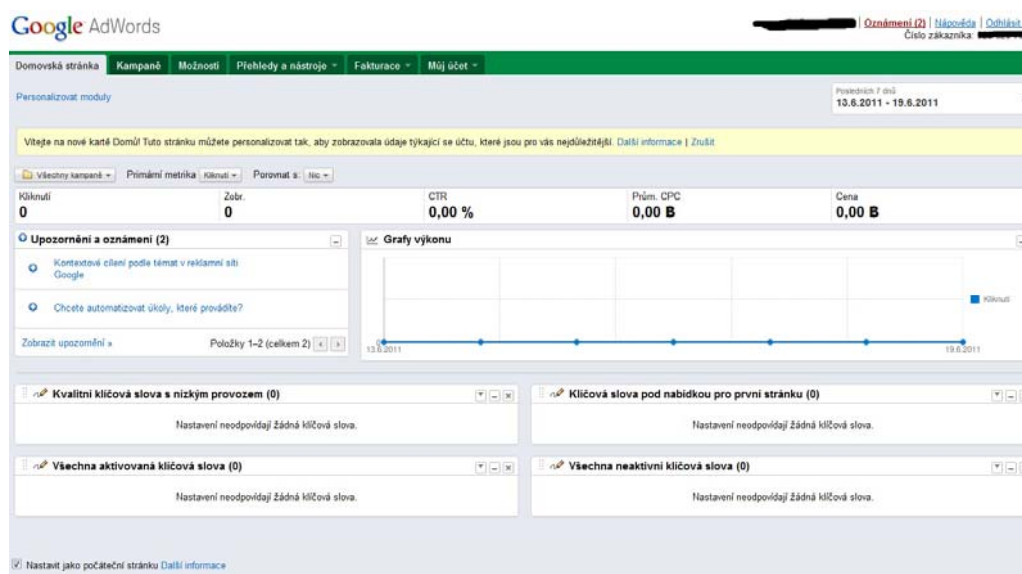 Google AdWords
Oznámení (2) | Nápověda | Odhlásit
Číslo zákazníka:
Domovská stránka Kampaně Možnosti Přehledy a nástroje Fakturace Můj účet
Personalizovat moduly
Posledních 7 dnů
13.6.2011 - 19.6.2011
Vítejte na nové kartě Domů! Tuto stránku můžete personalizovat tak, aby zobrazovala údaje týkající se účtu, které jsou pro vás nejdůležitější. Další informace | Zrušit
Všechny kampaně Primární metrika Kliknutí Porovnat s: Nic
Kliknutí Zobr. CTR Prům. CPC Cena
0 0 0,00 % 0,00 B 0,00 B
Upozornění a oznámení (2)
Kontextové cílení podle témat v reklamní síti
Google
Chcete automatizovat úkoly, které provádíte?
Zobrazit upozornění » Položky 1–2 (celkem 2)
Grafy výkonu
Kliknutí
0
13.6.2011 19.6.2011
Kvalitní klíčová slova s nízkým provozem (0)
Nastavení neodpovídají žádná klíčová slova.
Klíčová slova pod nabídkou pro první stránku (0)
Nastavení neodpovídají žádná klíčová slova.
Všechna aktivovaná klíčová slova (0)
Nastavení neodpovídají žádná klíčová slova.
Všechna neaktivní klíčová slova (0)
Nastavení neodpovídají žádná klíčová slova.
Nastavit jako počáteční stránku Další informace